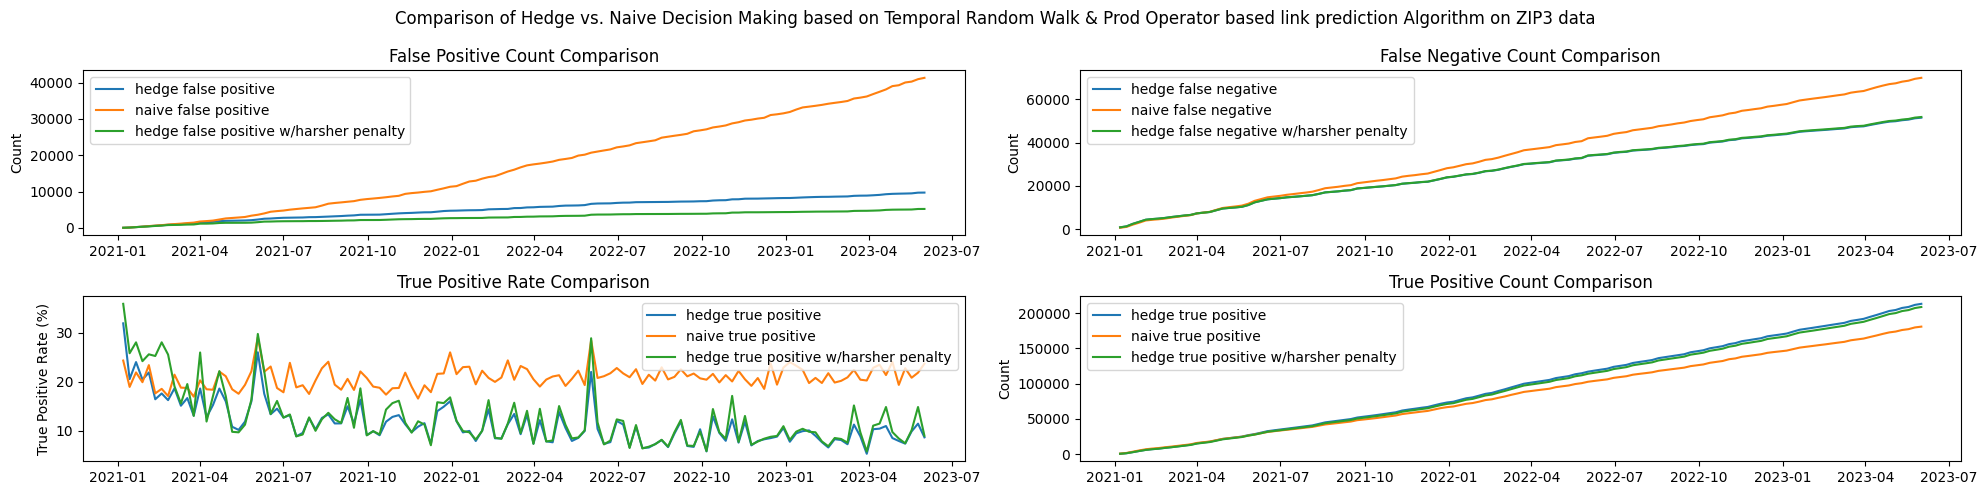 Comparison of Hedge vs. Naive Decision Making based on Temporal Random Walk & Prod Operator based link prediction Algorithm on ZIP3 data
False Positive Count Comparison
Count
40000
30000
20000
10000
0
hedge false positive
naive false positive
hedge false positive w/harsher penalty
2021-01 2021-04 2021-07 2021-10 2022-01 2022-04 2022-07 2022-10 2023-01 2023-04 2023-07
False Negative Count Comparison
Count
60000
40000
20000
0
hedge false negative
naive false negative
hedge false negative w/harsher penalty
2021-01 2021-04 2021-07 2021-10 2022-01 2022-04 2022-07 2022-10 2023-01 2023-04 2023-07
True Positive Rate Comparison
True Positive Rate (%)
30
20
10
hedge true positive
naive true positive
hedge true positive w/harsher penalty
2021-01 2021-04 2021-07 2021-10 2022-01 2022-04 2022-07 2022-10 2023-01 2023-04 2023-07
True Positive Count Comparison
Count
200000
150000
100000
50000
0
hedge true positive
naive true positive
hedge true positive w/harsher penalty
2021-01 2021-04 2021-07 2021-10 2022-01 2022-04 2022-07 2022-10 2023-01 2023-04 2023-07